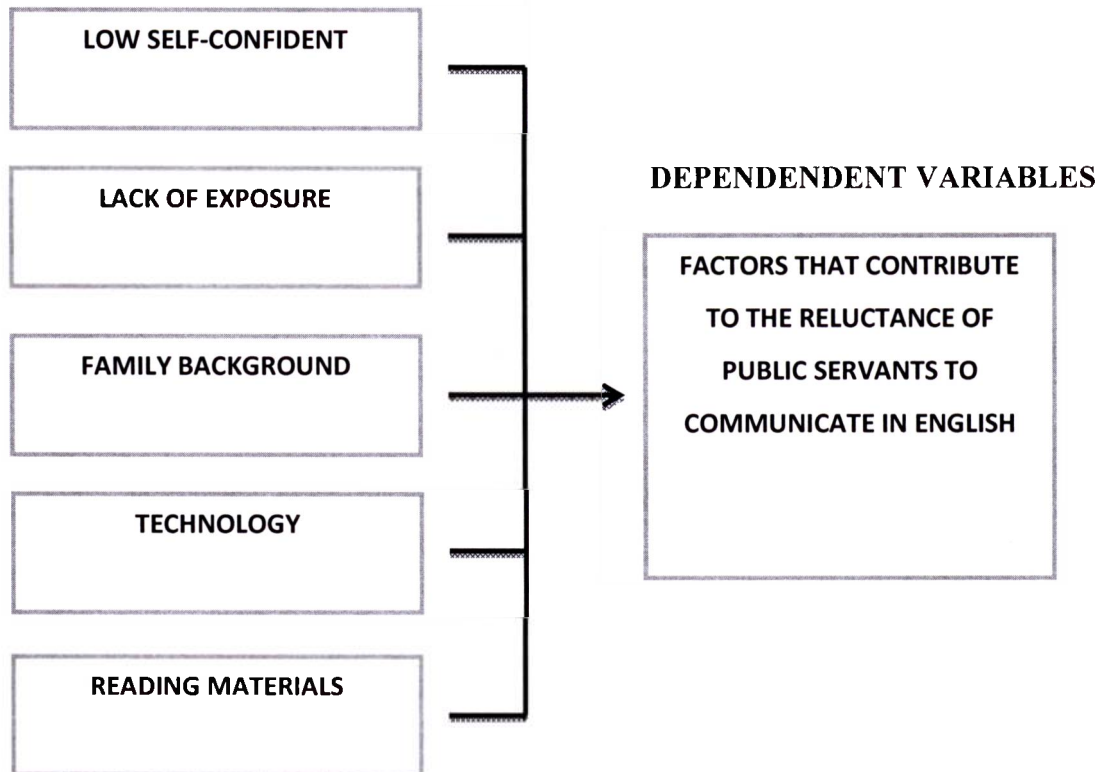 LOW SELF-CONFIDENT
LACK OF EXPOSURE
FAMILY BACKGROUND
TECHNOLOGY
READING MATERIALS
DEPENDENDENT VARIABLES
FACTORS THAT CONTRIBUTE
TO THE RELUCTANCE OF
PUBLIC SERVANTS TO
COMMUNICATE IN ENGLISH